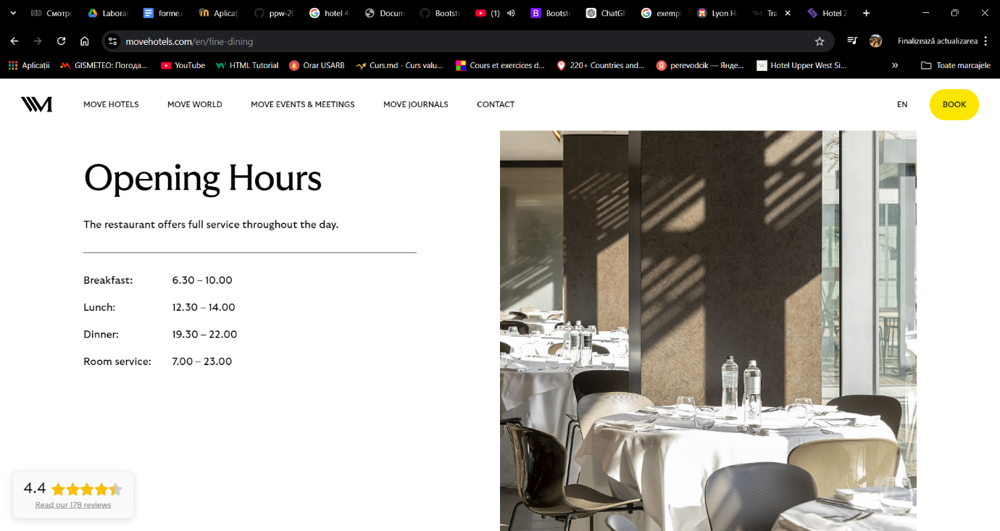 Смотр
Laborat
forme.c
Aplicaț
ppw-20
hotel 4
Docum
Bootstr
(1)
Bootstr
ChatGP
exempl
Lyon H
Tra
Hotel Z
movehotels.com/en/fine-dining
Finalizează actualizarea
Aplicații GISMETEO: Погода... YouTube HTML Tutorial Orar USARB Curs.md - Curs valu... Cours et exercices d... 220+ Countries and... perevodcik — Янде... Hotel Upper West Si... » Toate marcajele
MOVE HOTELS MOVE WORLD MOVE EVENTS & MEETINGS MOVE JOURNALS CONTACT EN BOOK
Opening Hours
The restaurant offers full service throughout the day.
Breakfast: 6.30 – 10.00
Lunch: 12.30 – 14.00
Dinner: 19.30 – 22.00
Room service: 7.00 – 23.00
4.4
Read our 178 reviews